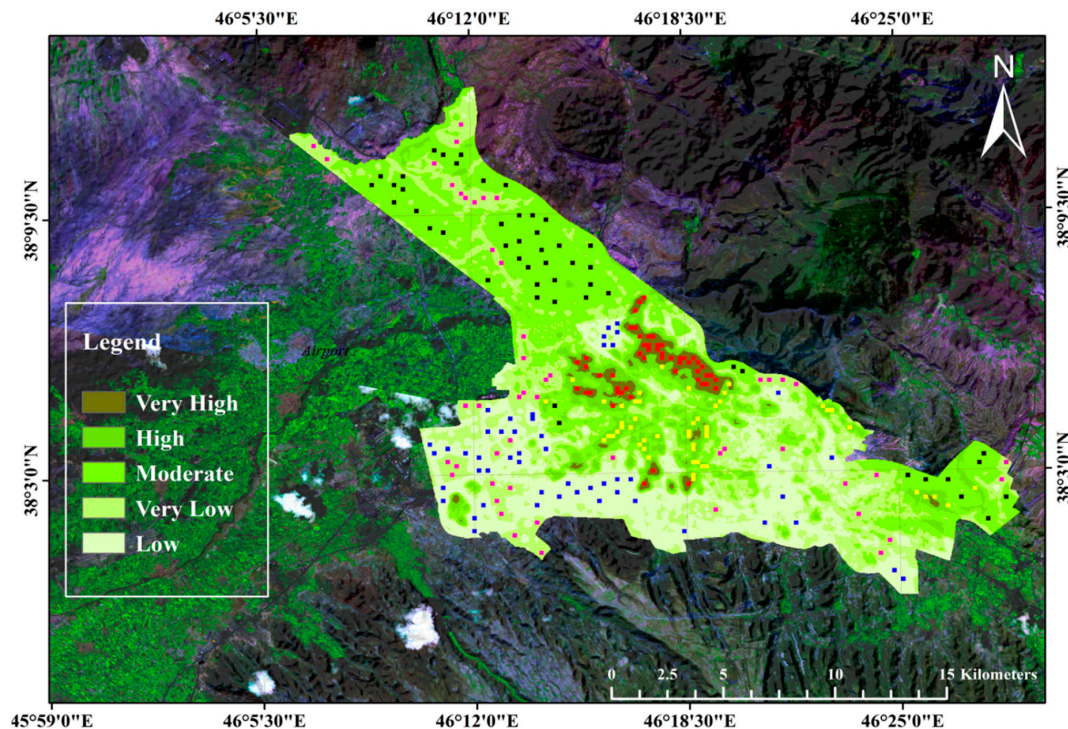 46°5'30"E 46°12'0"E 46°18'30"E 46°25'0"E
N
38°9'30"N 38°9'30"N
Legend
Airport
Very High
High
Moderate
Very Low
Low
38°3'0"N 38°3'0"N
0 2.5 5 10 15 Kilometers
45°59'0"E 46°5'30"E 46°12'0"E 46°18'30"E 46°25'0"E